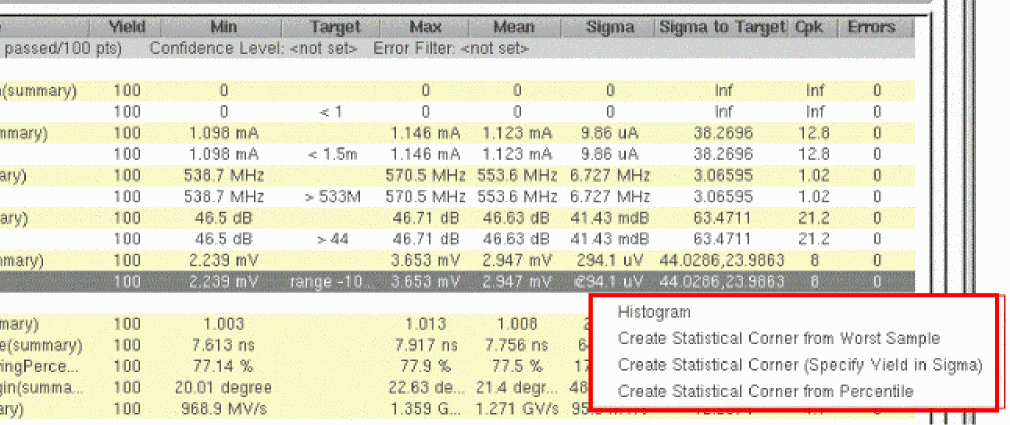 Yield Min Target Max Mean Sigma Sigma to Target Cpk Errors
passed/100 pts) Confidence Level: <not set> Error Filter: <not set>
(summary) 100 0 0 0 0 Inf Inf 0
100 0 < 1 0 0 0 Inf Inf 0
nmary) 100 1.098 mA 1.146 mA 1.123 mA 9.86 uA 38.2696 12.8 0
100 1.098 mA < 1.5m 1.146 mA 1.123 mA 9.86 uA 38.2696 12.8 0
ary) 100 538.7 MHz 570.5 MHz 553.6 MHz 6.727 MHz 3.06595 1.02 0
100 538.7 MHz > 533M 570.5 MHz 553.6 MHz 6.727 MHz 3.06595 1.02 0
ary) 100 46.5 dB 46.71 dB 46.63 dB 41.43 mdB 63.4711 21.2 0
100 46.5 dB > 44 46.71 dB 46.63 dB 41.43 mdB 63.4711 21.2 0
nmary) 100 2.239 mV 3.653 mV 2.947 mV 294.1 uV 44.0286,23.9863 8 0
100 2.239 mV range -10... 3.653 mV 2.947 mV 294.1 uV 44.0286,23.9863 8 0
Histogram
Create Statistical Corner from Worst Sample
Create Statistical Corner (Specify Yield in Sigma)
Create Statistical Corner from Percentile
mary) 100 1.003 1.013 1.008
e(summary) 100 7.613 ns 7.917 ns 7.756 ns
ingPerce... 100 77.14 % 77.9 % 77.5 % 17
gin(summa... 100 20.01 degree 22.63 de... 21.4 degr... 48
ary) 100 968.9 MV/s 1.359 G... 1.271 GV/s